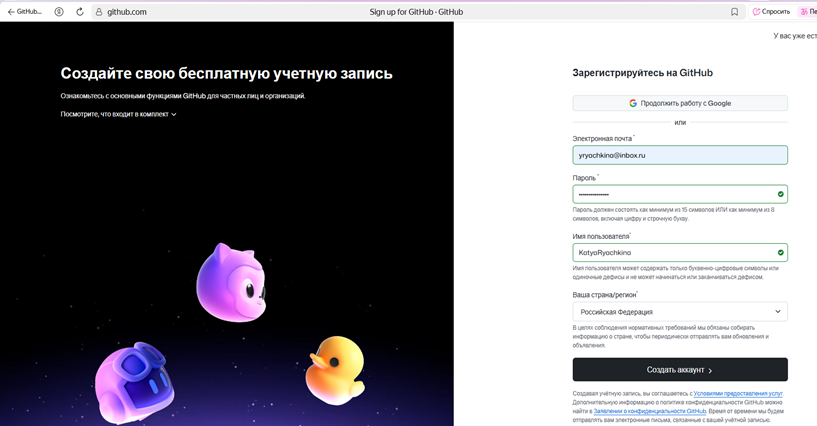 GitHub...
github.com
Sign up for GitHub · GitHub
Спросить
Пе
У вас уже ест
Создайте свою бесплатную учетную запись
Ознакомьтесь с основными функциями GitHub для частных лиц и организаций.
Посмотрите, что входит в комплект
Зарегистрируйтесь на GitHub
Продолжить работу с Google
или
Электронная почта*
yryachkina@inbox.ru
Пароль*
Пароль должен состоять как минимум из 15 символов ИЛИ как минимум из 8
символов, включая цифру и строчную букву.
Имя пользователя*
KatyaRyachkina
Имя пользователя может содержать только буквенно-цифровые символы или
одиночные дефисы и не может начинаться или заканчиваться дефисом.
Ваша страна/регион*
Российская Федерация
В целях соблюдения нормативных требований мы обязаны собирать
информацию о стране, чтобы периодически отправлять вам обновления и
объявления.
Создать аккаунт
Создавая учётную запись, вы соглашаетесь с Условиями предоставления услуг.
Дополнительную информацию о политике конфиденциальности GitHub можно
найти в Заявлении о конфиденциальности GitHub. Время от времени мы будем
отправлять вам электронные письма, связанные с вашей учётной записью.